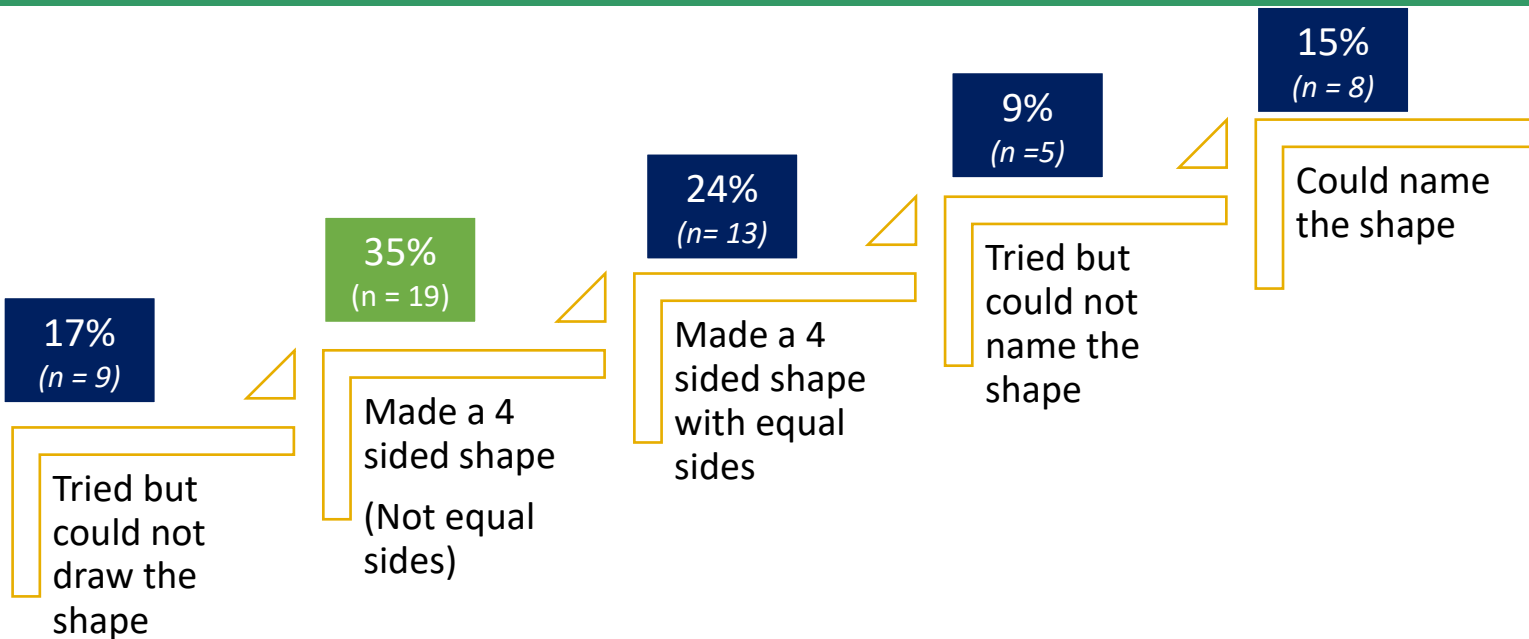 17%
(n = 9)
Tried but
could not
draw the
shape
35%
(n = 19)
Made a 4
sided shape
(Not equal
sides)
24%
(n= 13)
Made a 4
sided shape
with equal
sides
9%
(n =5)
Tried but
could not
name the
shape
15%
(n = 8)
Could name
the shape